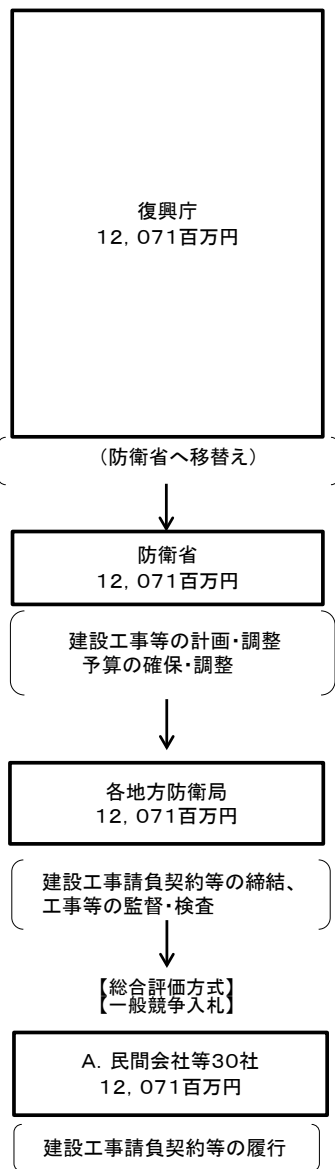 復興庁
12,071百万円
(防衛省へ移替え)
防衛省
12,071百万円
建設工事等の計画・調整
予算の確保・調整
各地方防衛局
12,071百万円
建設工事請負契約等の締結、
工事等の監督・検査
【総合評価方式】
【一般競争入札】
A. 民間会社等30社
12,071百万円
建設工事請負契約等の履行